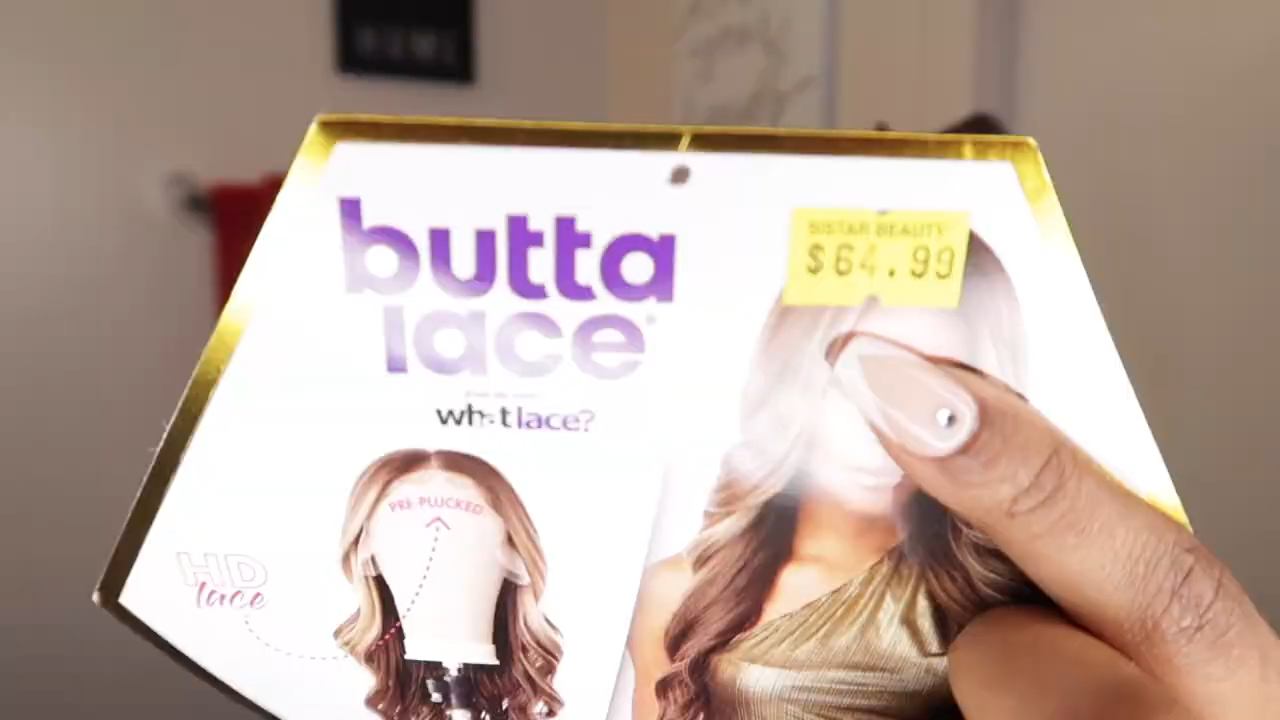 butta
lace
SISTAR BEAUTY
$64.99
wh t lace?
PRE-PLUCKED
HD
lace